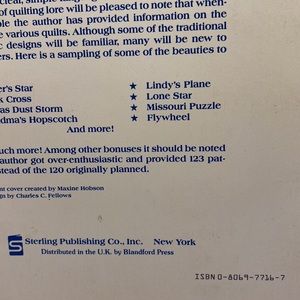 of quilting lore will be pleased to note that when-
ble the author has provided information on the
e various quilts. Although some of the traditional
c designs will be familiar, many will be new to
ers. Here is a sampling of some of the beauties to
er's Star
k Cross
as Dust Storm
dma's Hopscotch
★ Lindy's Plane
★ Lone Star
★ Missouri Puzzle
★ Flywheel
And more!
uch more! Among other bonuses it should be noted
author got over-enthusiastic and provided 123 pat-
stead of the 120 originally planned.
nt cover created by Maxine Hobson
gn by Charles C. Fellows
S Sterling Publishing Co., Inc. New York
Distributed in the U.K. by Blandford Press
ISBN 0-8069-7716-7